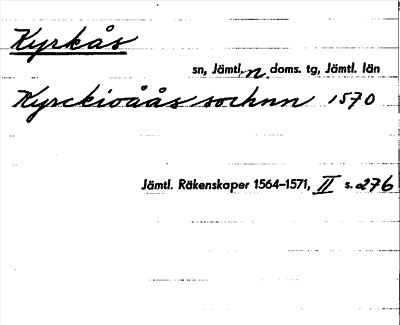 Kyrkås
sn, Jämtl. n. doms. tg, Jämtl. län
Kyrckioåås sochnn 1570
Jämtl. Räkenskaper 1564–1571, II s. 276